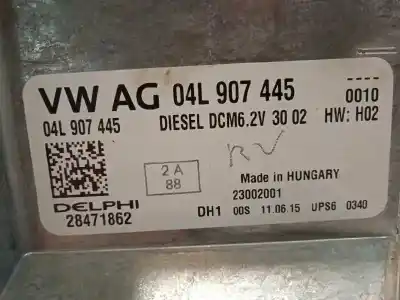 VW AG 04L 907 445
---- 0010
04L 907 445 DIESEL DCM6.2V 30 02 HW: H02
RV
2 A
88
Made in HUNGARY
23002001
DELPHI
28471862
DH1 00S 11.06.15 UPS6 0340